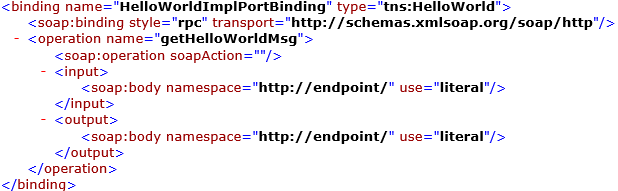 <binding name="HelloWorldImplPortBinding" type="tns:HelloWorld">
<soap:binding style="rpc" transport="http://schemas.xmlsoap.org/soap/http"/>
- <operation name="getHelloWorldMsg">
<soap:operation soapAction=""/>
- <input>
<soap:body namespace="http://endpoint/" use="literal"/>
</input>
- <output>
<soap:body namespace="http://endpoint/" use="literal"/>
</output>
</operation>
</binding>